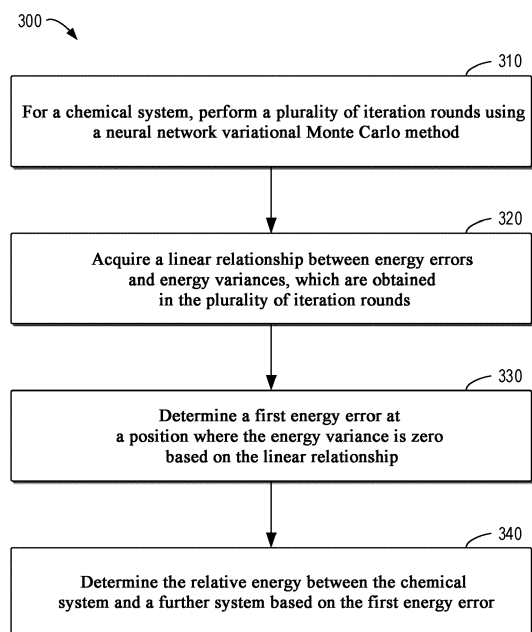 300
310
For a chemical system, perform a plurality of iteration rounds using
a neural network variational Monte Carlo method
320
Acquire a linear relationship between energy errors
and energy variances, which are obtained
in the plurality of iteration rounds
330
Determine a first energy error at
a position where the energy variance is zero
based on the linear relationship
340
Determine the relative energy between the chemical
system and a further system based on the first energy error